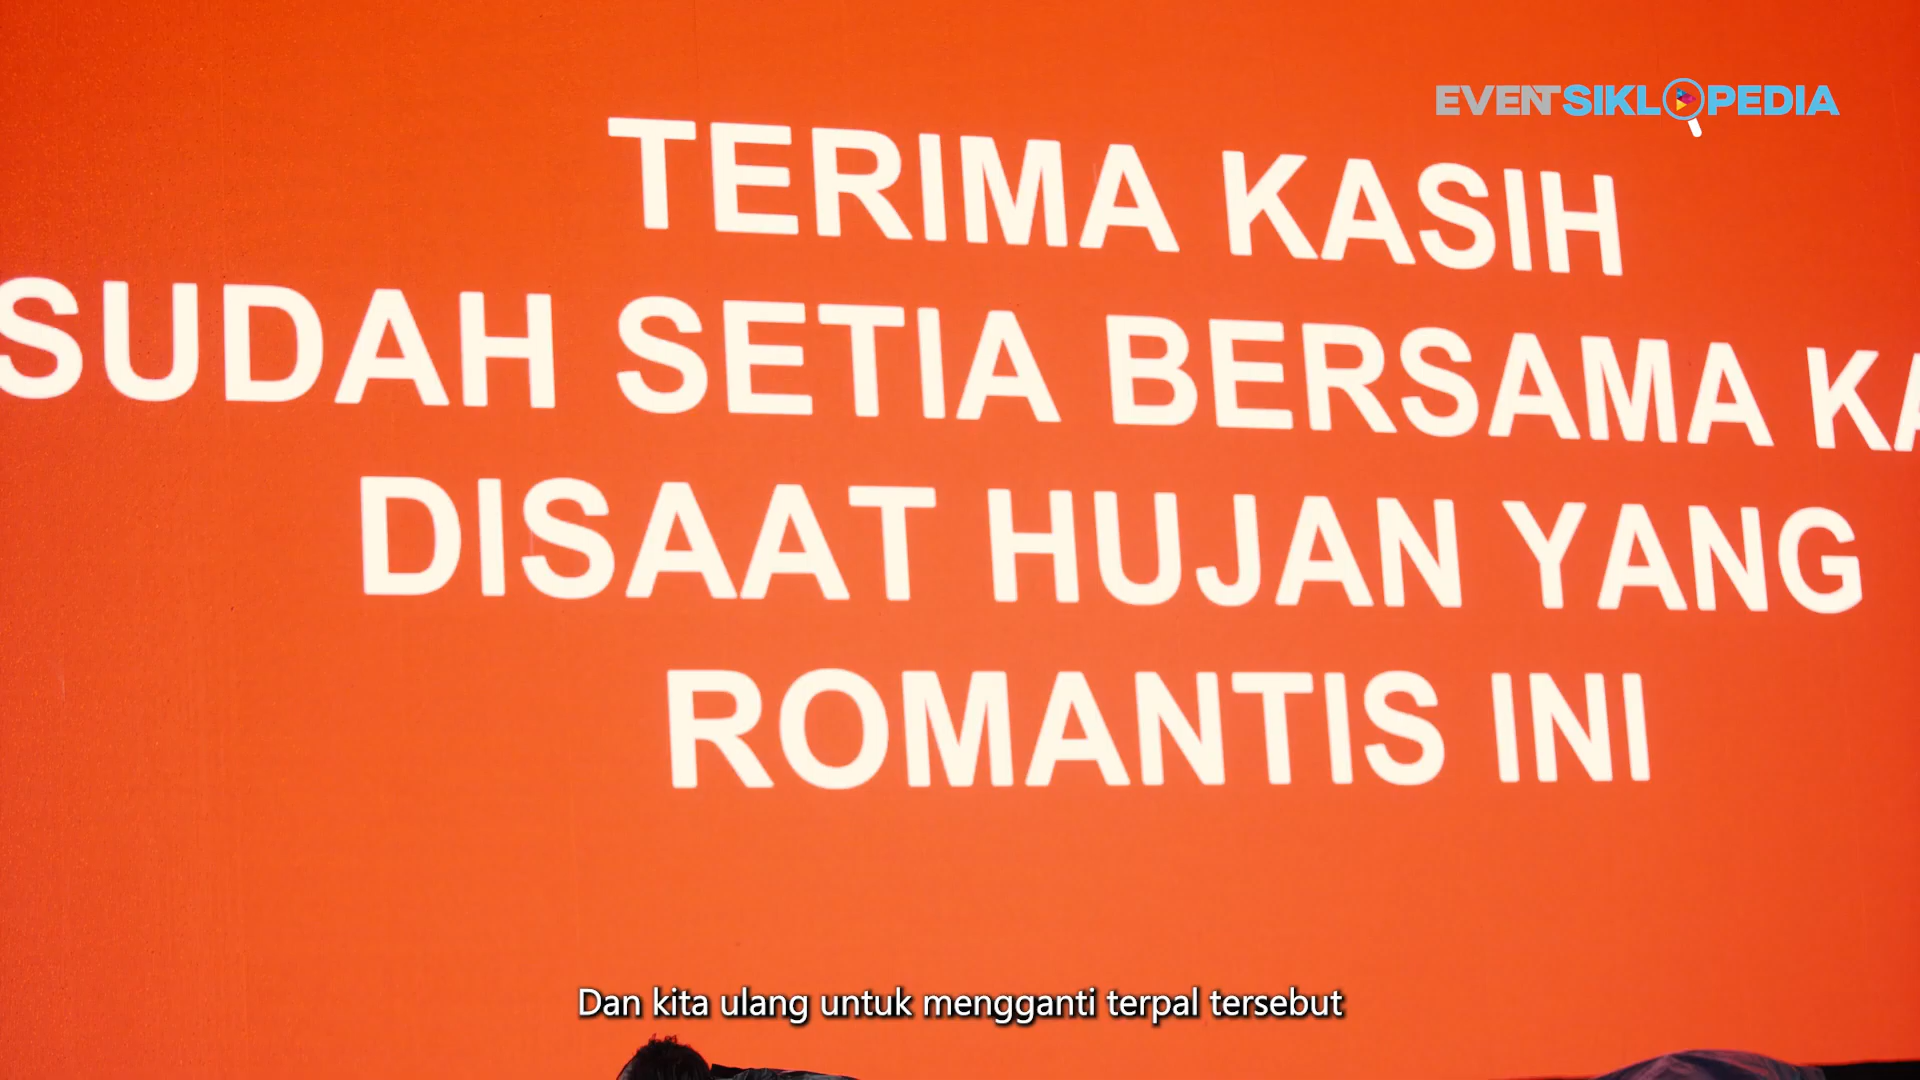 EVENTSIKLOPEDIA
TERIMA KASIH
SUDAH SETIA BERSAMA
DISAAT HUJAN YANG
ROMANTIS INI
Dan kita ulang untuk mengganti terpal tersebut